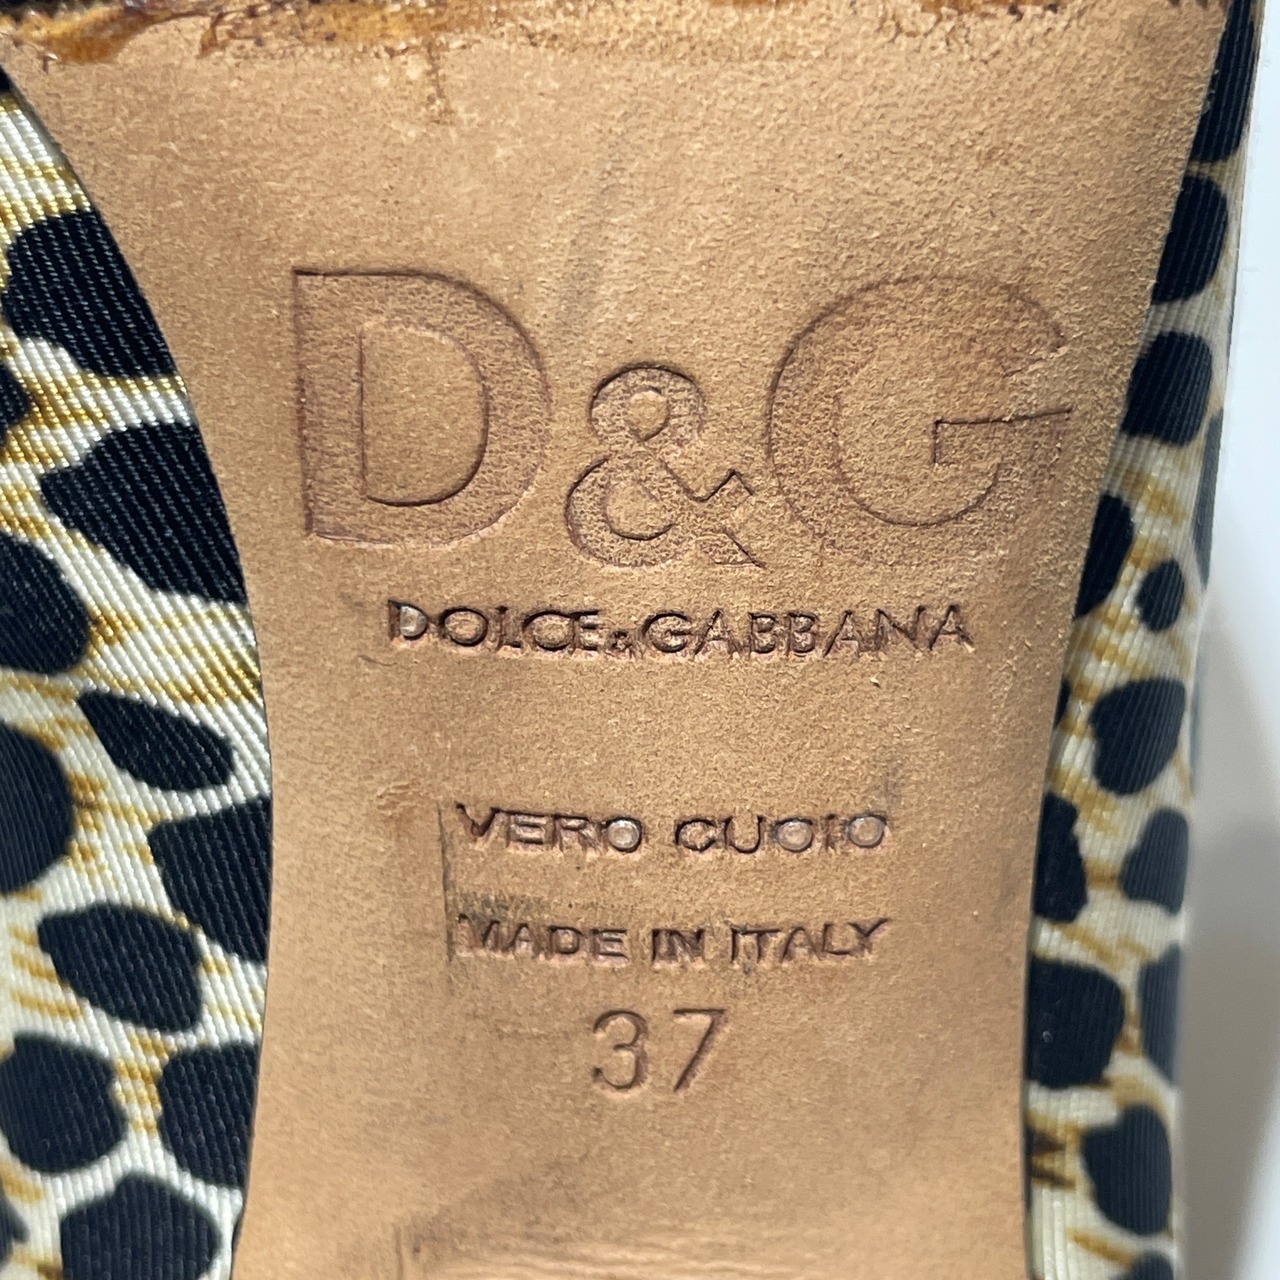 D&G
DOLCE&GABBANA
VERO CUOIO
MADE IN ITALY
37